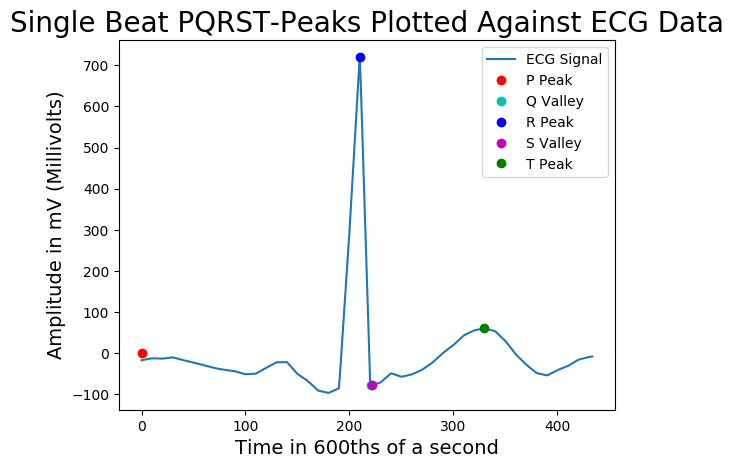 Single Beat PQRST-Peaks Plotted Against ECG Data
Amplitude in mV (Millivolts)
700
600
500
400
300
200
100
0
−100
ECG Signal
P Peak
Q Valley
R Peak
S Valley
T Peak
0
100
200
300
400
Time in 600ths of a second